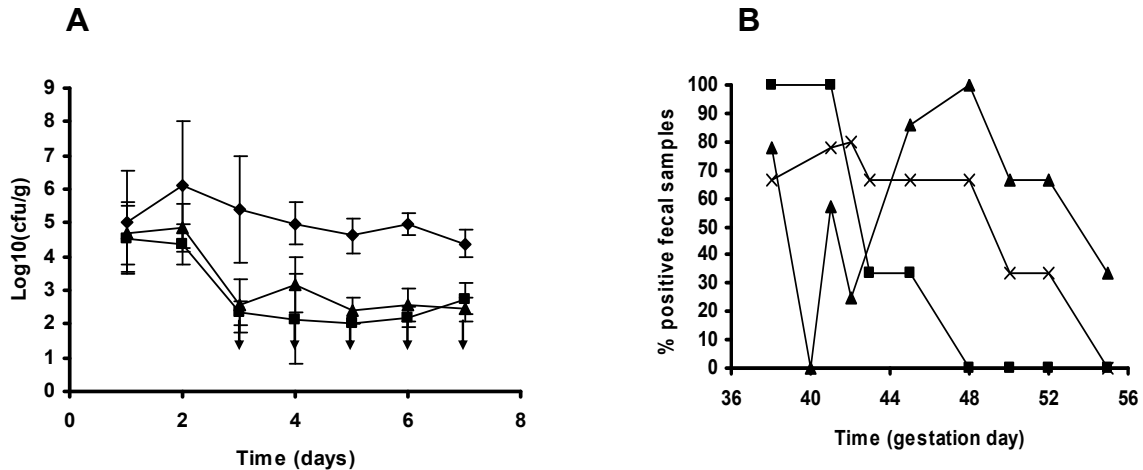 A
9
8
7
6
5
4
3
2
1
0
Log10(cfu/g)
0 2 4 6 8
Time (days)
B
100
90
80
70
60
50
40
30
20
10
0
% positive fecal samples
36 40 44 48 52 56
Time (gestation day)